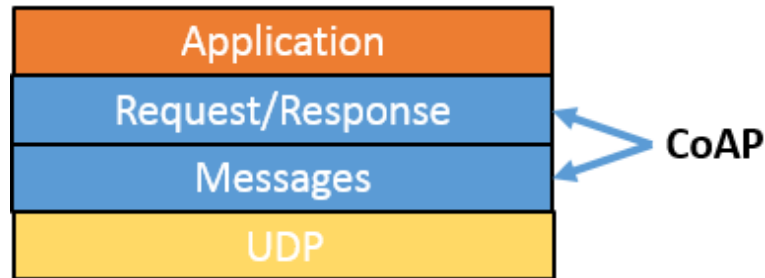 Application
Request/Response
CoAP
Messages
UDP